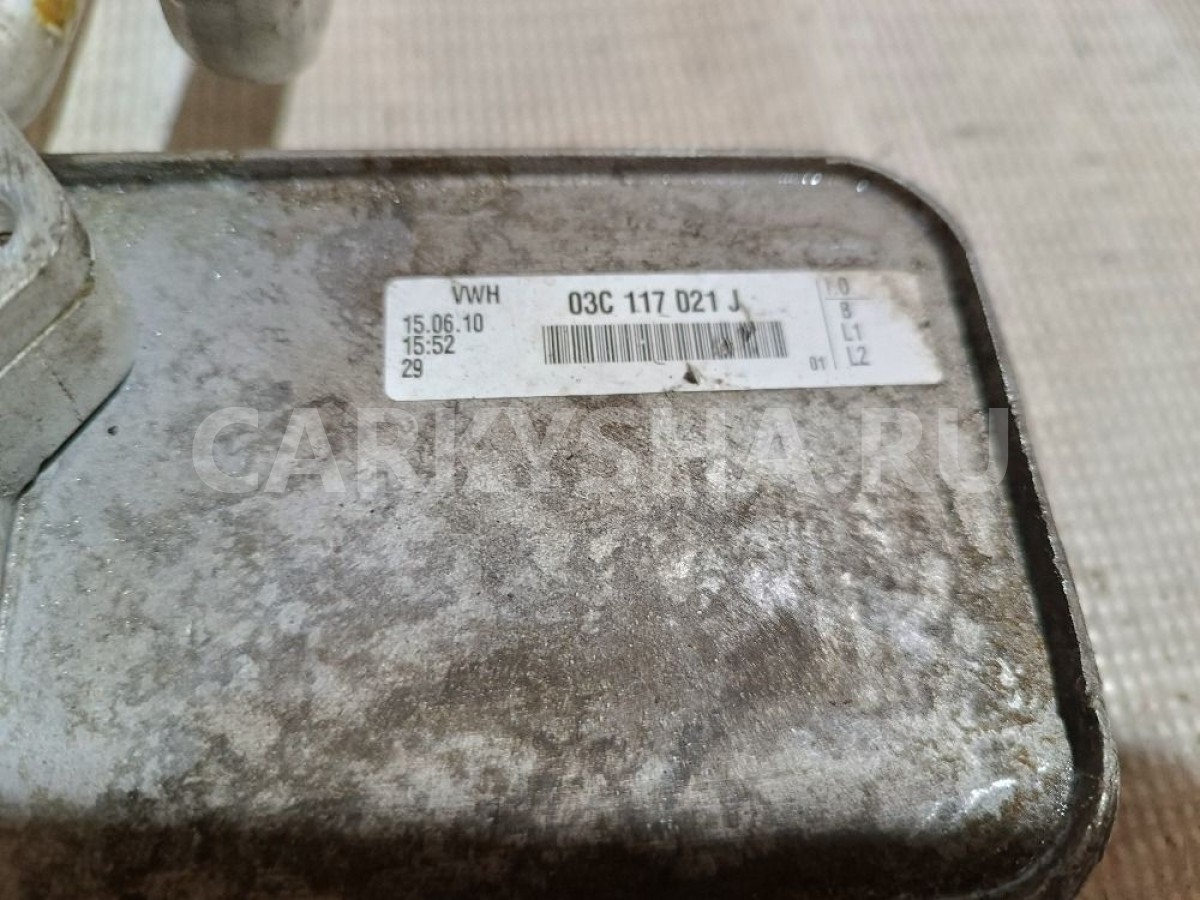 VWH
03C 117 021 J
15.06.10
15:52
29
01
O
B
L1
L2
CARKYSHA.RU